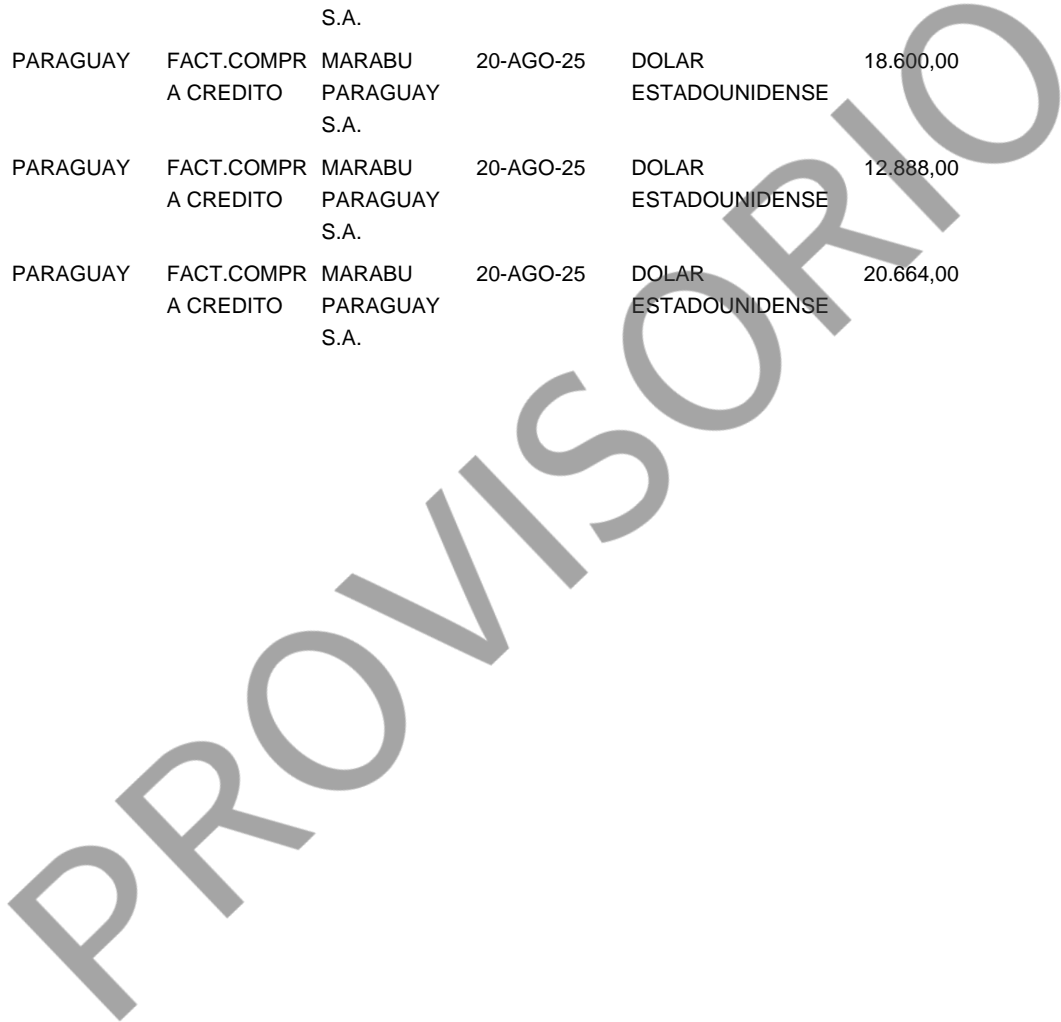 S.A.
PARAGUAY FACT.COMPR MARABU 20-AGO-25 DOLAR 18.600,00
A CREDITO PARAGUAY ESTADOUNIDENSE
S.A.
PARAGUAY FACT.COMPR MARABU 20-AGO-25 DOLAR 12.888,00
A CREDITO PARAGUAY ESTADOUNIDENSE
S.A.
PARAGUAY FACT.COMPR MARABU 20-AGO-25 DOLAR 20.664,00
A CREDITO PARAGUAY ESTADOUNIDENSE
S.A.
PROVISORIO